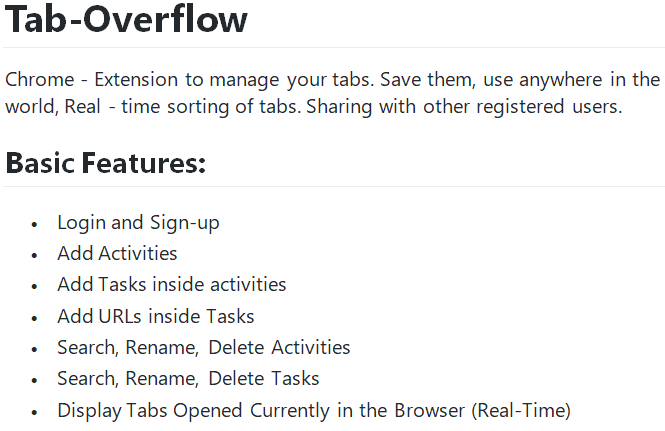 Tab-Overflow
Chrome - Extension to manage your tabs. Save them, use anywhere in the
world, Real - time sorting of tabs. Sharing with other registered users.
Basic Features:
• Login and Sign-up
• Add Activities
• Add Tasks inside activities
• Add URLs inside Tasks
• Search, Rename, Delete Activities
• Search, Rename, Delete Tasks
• Display Tabs Opened Currently in the Browser (Real-Time)